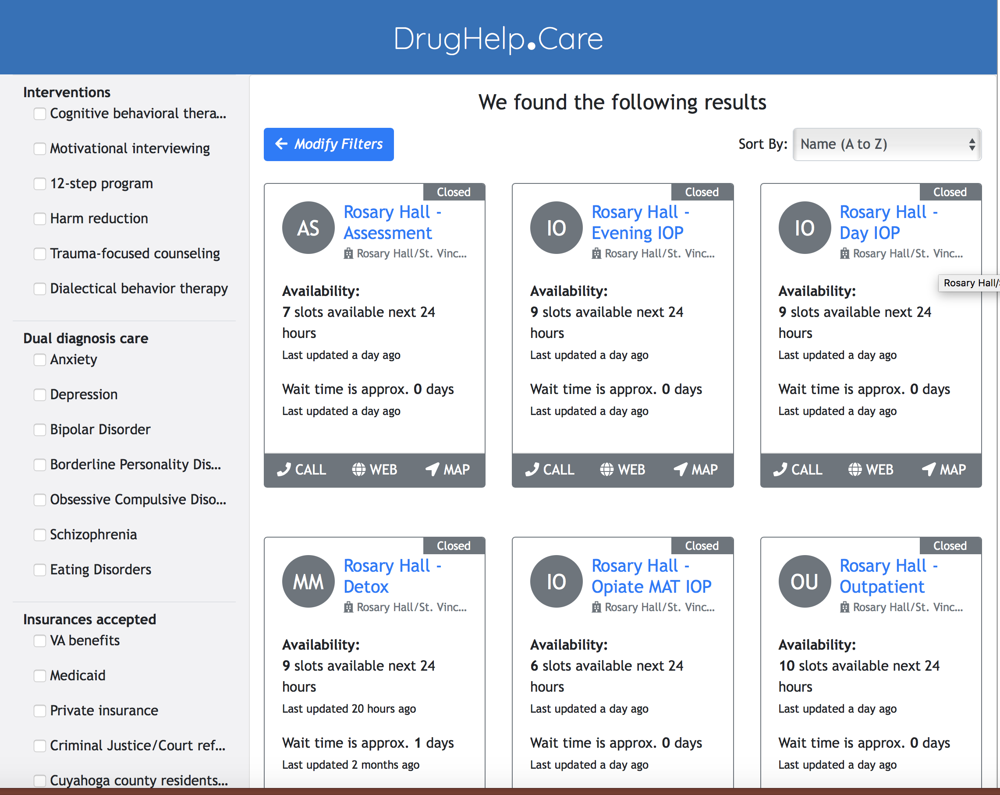 DrugHelp.Care
Interventions
Cognitive behavioral thera...
Motivational interviewing
12-step program
Harm reduction
Trauma-focused counseling
Dialectical behavior therapy
Dual diagnosis care
Anxiety
Depression
Bipolar Disorder
Borderline Personality Dis...
Obsessive Compulsive Diso...
Schizophrenia
Eating Disorders
Insurances accepted
VA benefits
Medicaid
Private insurance
Criminal Justice/Court ref...
Cuyahoga county residents...
We found the following results
Modify Filters
Sort By: Name (A to Z)
Closed
AS
Rosary Hall -
Assessment
Rosary Hall/St. Vinc...
Availability:
7 slots available next 24
hours
Last updated a day ago
Wait time is approx. 0 days
Last updated a day ago
CALL WEB MAP
Closed
IO
Rosary Hall -
Evening IOP
Rosary Hall/St. Vinc...
Availability:
9 slots available next 24
hours
Last updated a day ago
Wait time is approx. 0 days
Last updated a day ago
CALL WEB MAP
Closed
IO
Rosary Hall -
Day IOP
Rosary Hall/St. Vinc...
Rosary Hall/
Availability:
9 slots available next 24
hours
Last updated a day ago
Wait time is approx. 0 days
Last updated a day ago
CALL WEB MAP
Closed
MM
Rosary Hall -
Detox
Rosary Hall/St. Vinc...
Availability:
9 slots available next 24
hours
Last updated 20 hours ago
Wait time is approx. 1 days
Last updated 2 months ago
Closed
IO
Rosary Hall -
Opiate MAT IOP
Rosary Hall/St. Vinc...
Availability:
6 slots available next 24
hours
Last updated a day ago
Wait time is approx. 0 days
Last updated a day ago
Closed
OU
Rosary Hall -
Outpatient
Rosary Hall/St. Vinc...
Availability:
10 slots available next 24
hours
Last updated a day ago
Wait time is approx. 0 days
Last updated a day ago